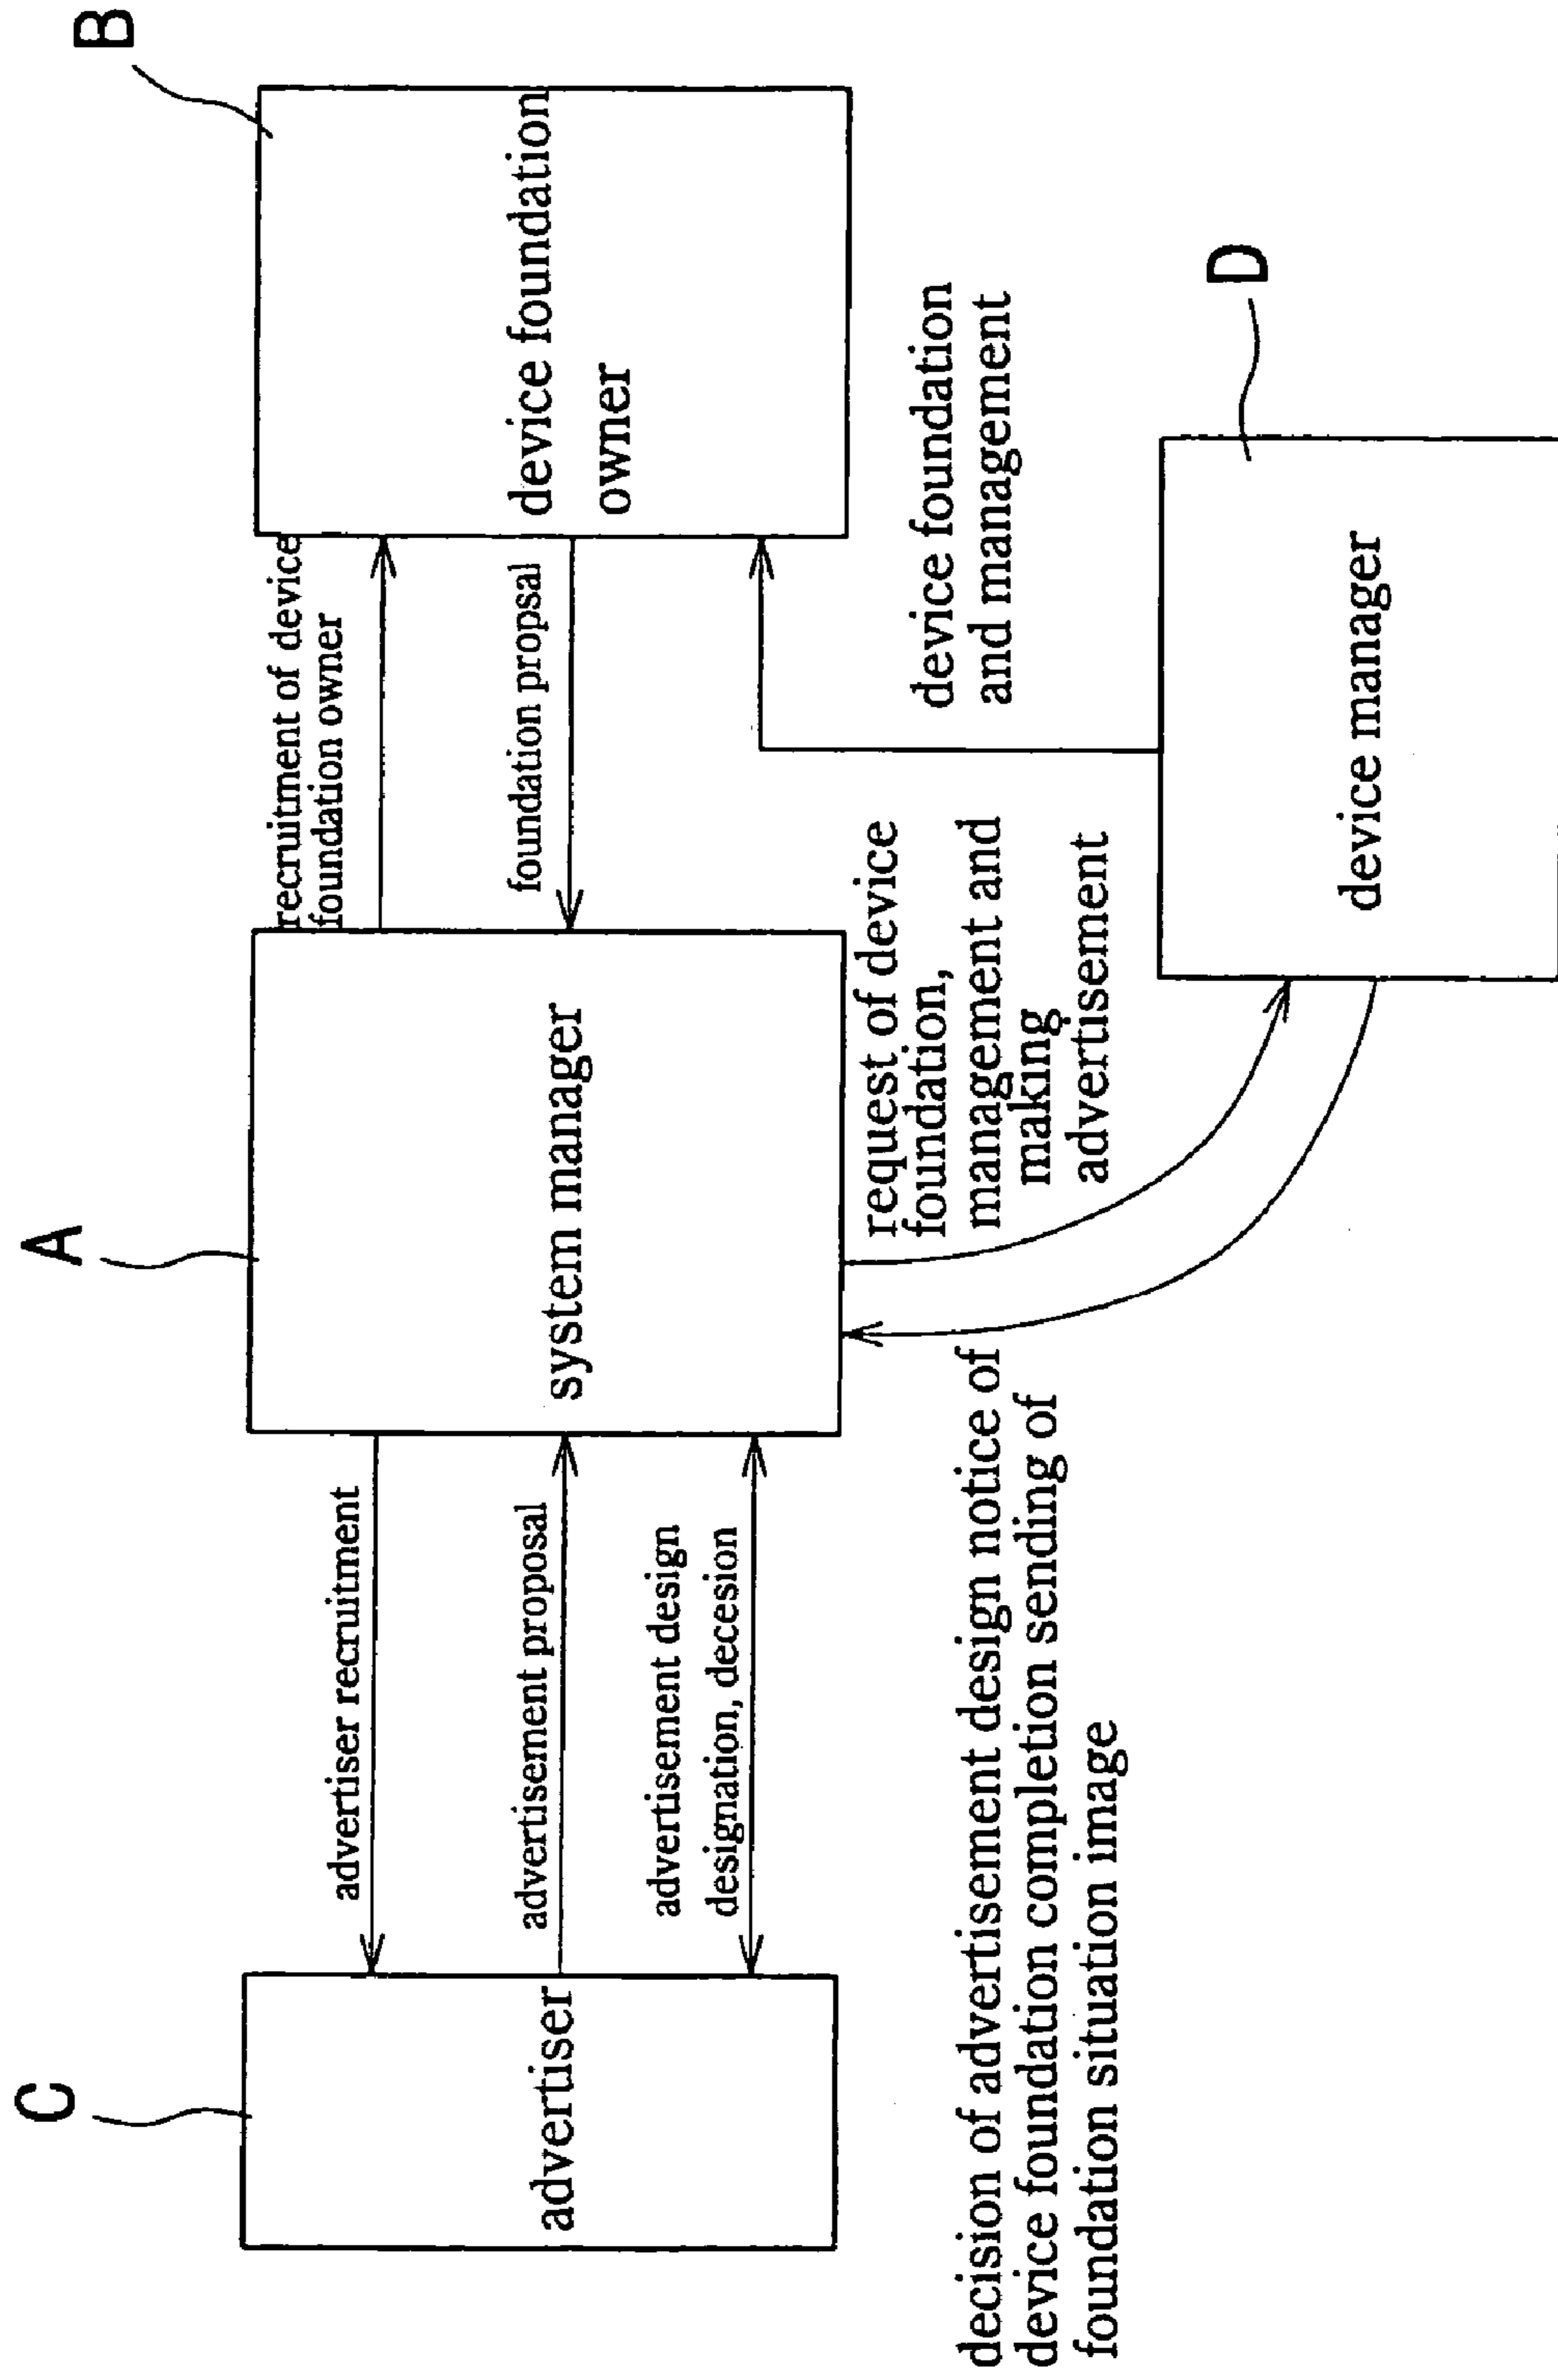 C
A
B
advertiser recruitment
recruitment of device
foundation owner
advertiser
advertisement proposal
system manager
foundation propsal
device foundation
owner
advertisement design
designation, decesion
request of device
foundation,
management and
making
advertisement
device foundation
and management
D
decision of advertisement design notice of
device foundation completion sending of
foundation situation image
device manager